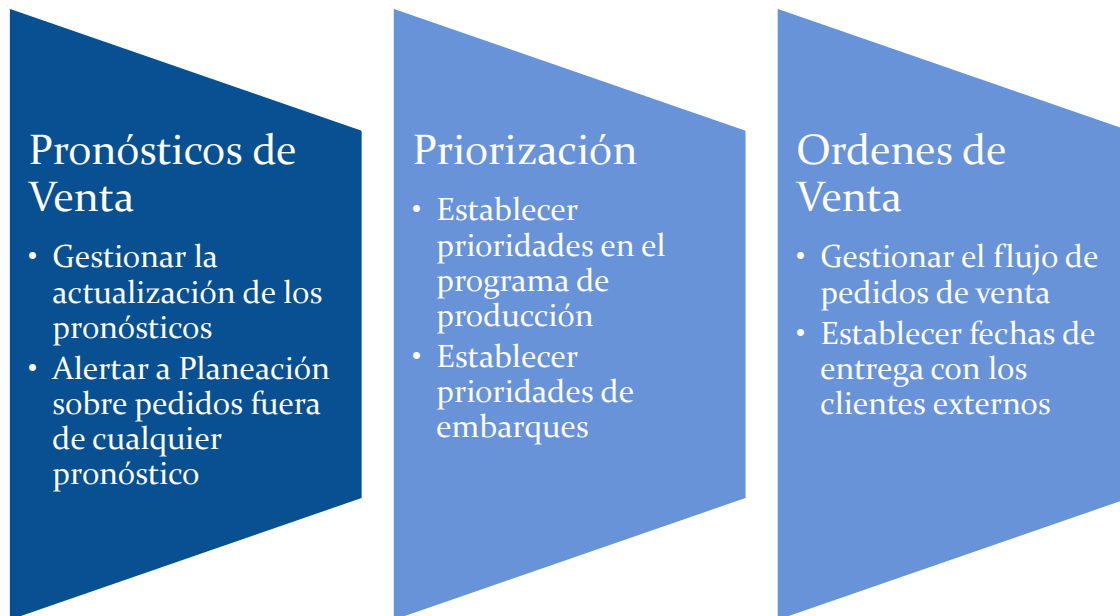 Pronósticos de
Venta
• Gestionar la
actualización de los
pronósticos
• Alertar a Planeación
sobre pedidos fuera
de cualquier
pronóstico
Priorización
• Establecer
prioridades en el
programa de
producción
• Establecer
prioridades de
embarques
Ordenes de
Venta
• Gestionar el flujo de
pedidos de venta
• Establecer fechas de
entrega con los
clientes externos